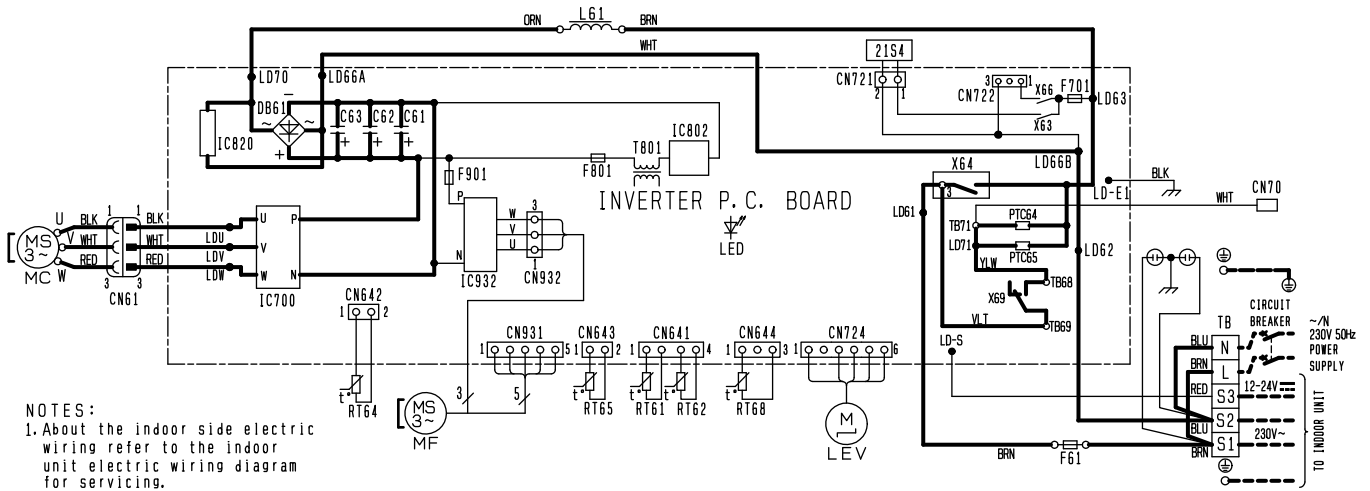 ORN L61 BRN
WHT
21S4
LD70 LD66A
CN721
2 1
3 1
CN722
X66 F701
LD63
X63
DB61
−
~ ~
+
IC820
C63 C62 C61
+ + +
IC802
T801
F801
F901
LD66B
X64
3
LD-E1
BLK
WHT
CN70
INVERTER P.C. BOARD
LED
LD61
TB71
PTC64
LD71
PTC65
LD62
YLW
TB68
X69
TB69
VLT
U BLK 1 1 BLK
V WHT WHT LDU
W RED RED LDV
3 3 LDW
MS
3~
MC
CN61
U P
V
W N
IC700
P
N
IC932
W
V
U
3
1
CN932
CN642
1 2
t°
RT64
CN931
1 5
3 5
MS
3~
MF
CN643
1 2
t°
RT65
CN641
1 4
t° t°
RT61 RT62
CN644
1 3
t°
RT68
CN724
1 6
M
LEV
LD-S
BRN
F61
TB
BLU N
BRN L
RED S3
S2
BLU
S1
BRN
CIRCUIT
BREAKER
~/N
230V 50Hz
POWER
SUPPLY
12-24V
230V~
TO INDOOR UNIT
NOTES:
1. About the indoor side electric
wiring refer to the indoor
unit electric wiring diagram
for servicing.